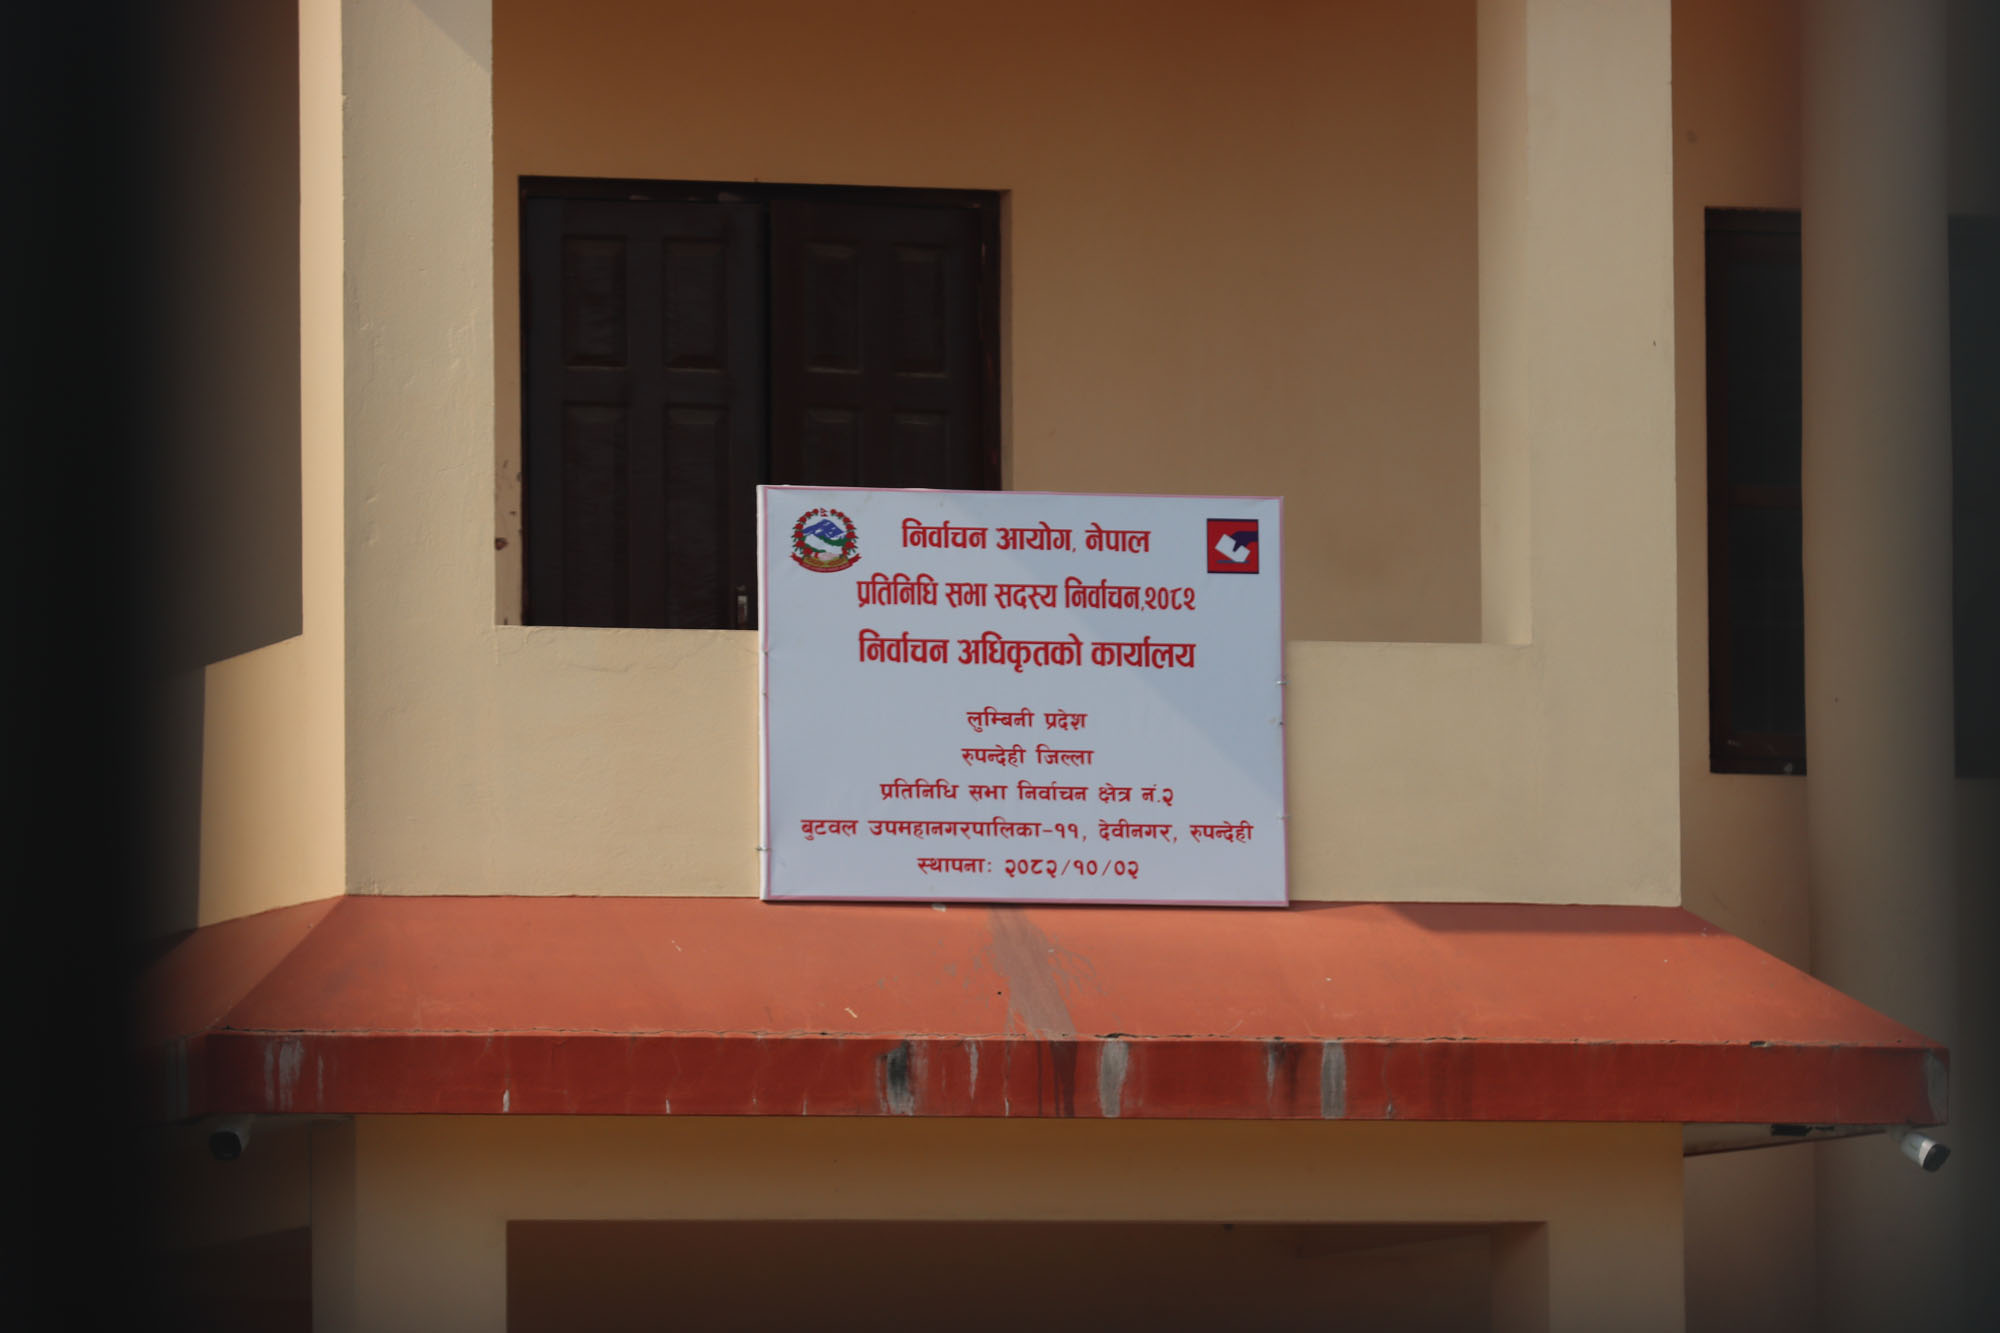 निर्वाचन आयोग, नेपाल
प्रतिनिधि सभा सदस्य निर्वाचन,२०८२
निर्वाचन अधिकृतको कार्यालय
लुम्बिनी प्रदेश
रुपन्देही जिल्ला
प्रतिनिधि सभा निर्वाचन क्षेत्र नं.२
बुटवल उपमहानगरपालिका-११, देवीनगर, रुपन्देही
स्थापनाः २०८२/१०/०२